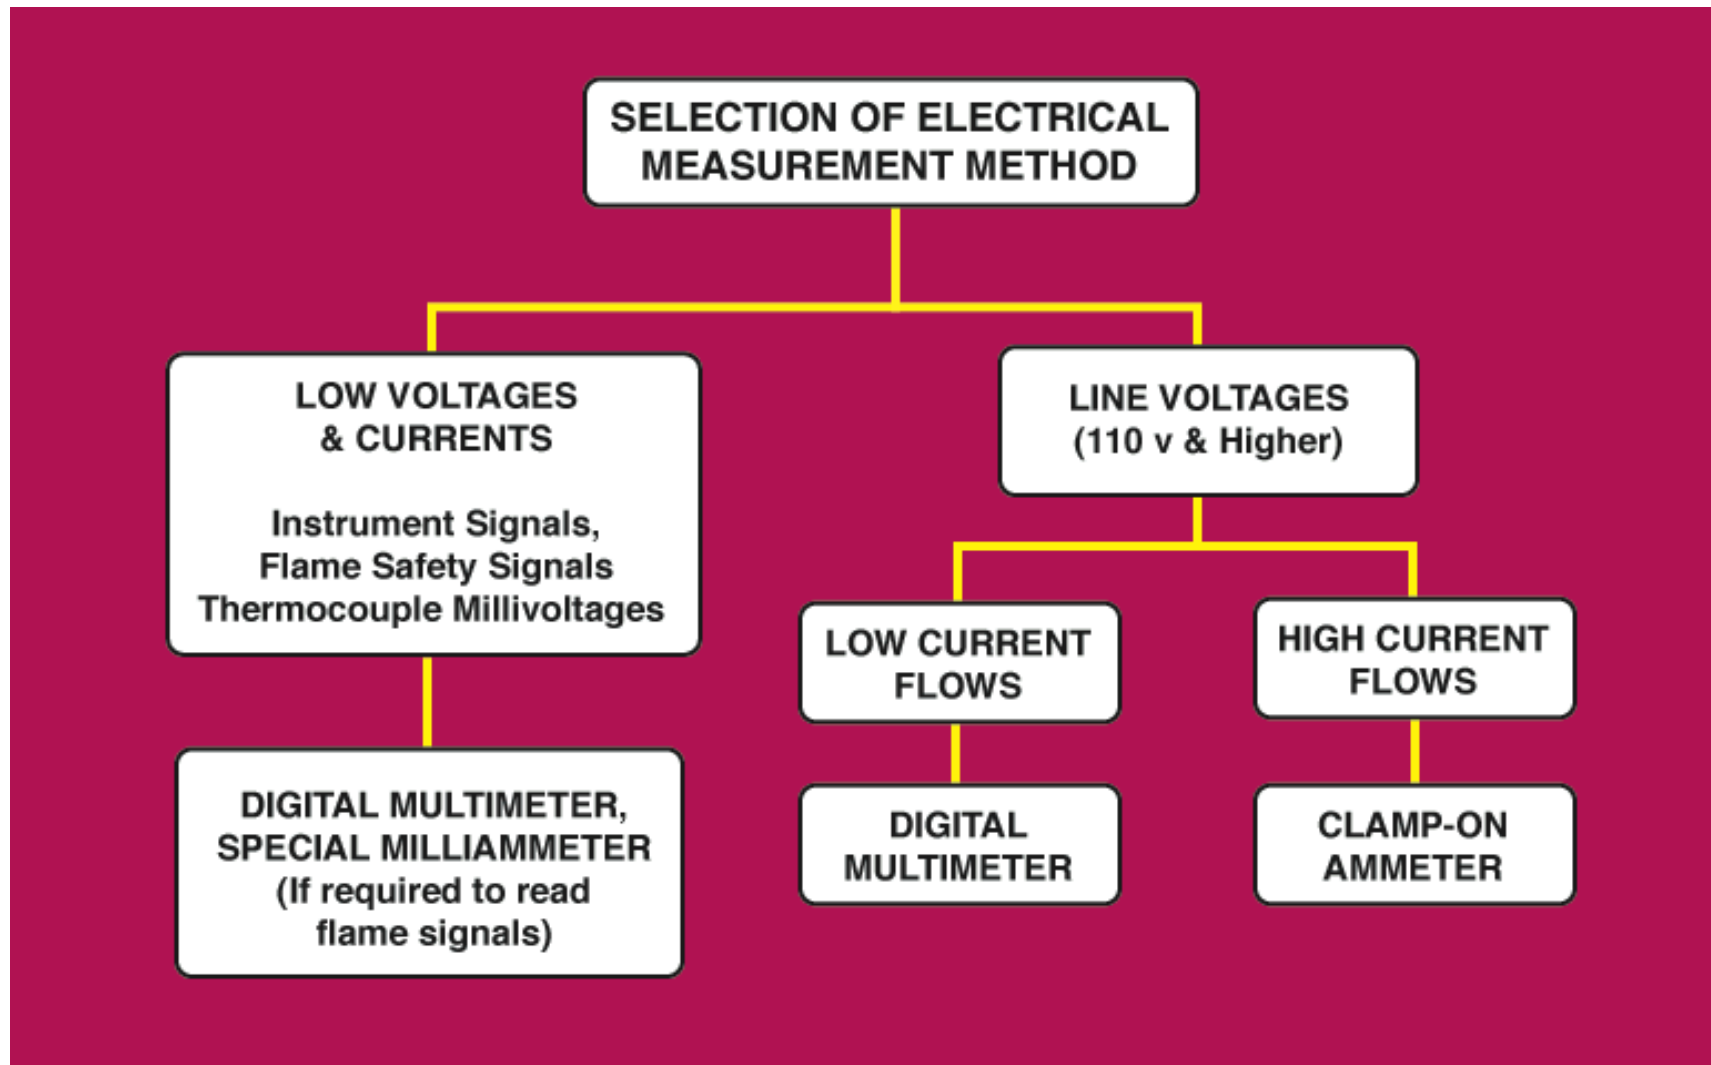 SELECTION OF ELECTRICAL
MEASUREMENT METHOD
LOW VOLTAGES
& CURRENTS
Instrument Signals,
Flame Safety Signals
Thermocouple Millivoltages
DIGITAL MULTIMETER,
SPECIAL MILLIAMMETER
(If required to read
flame signals)
LINE VOLTAGES
(110 v & Higher)
LOW CURRENT
FLOWS
DIGITAL
MULTIMETER
HIGH CURRENT
FLOWS
CLAMP-ON
AMMETER